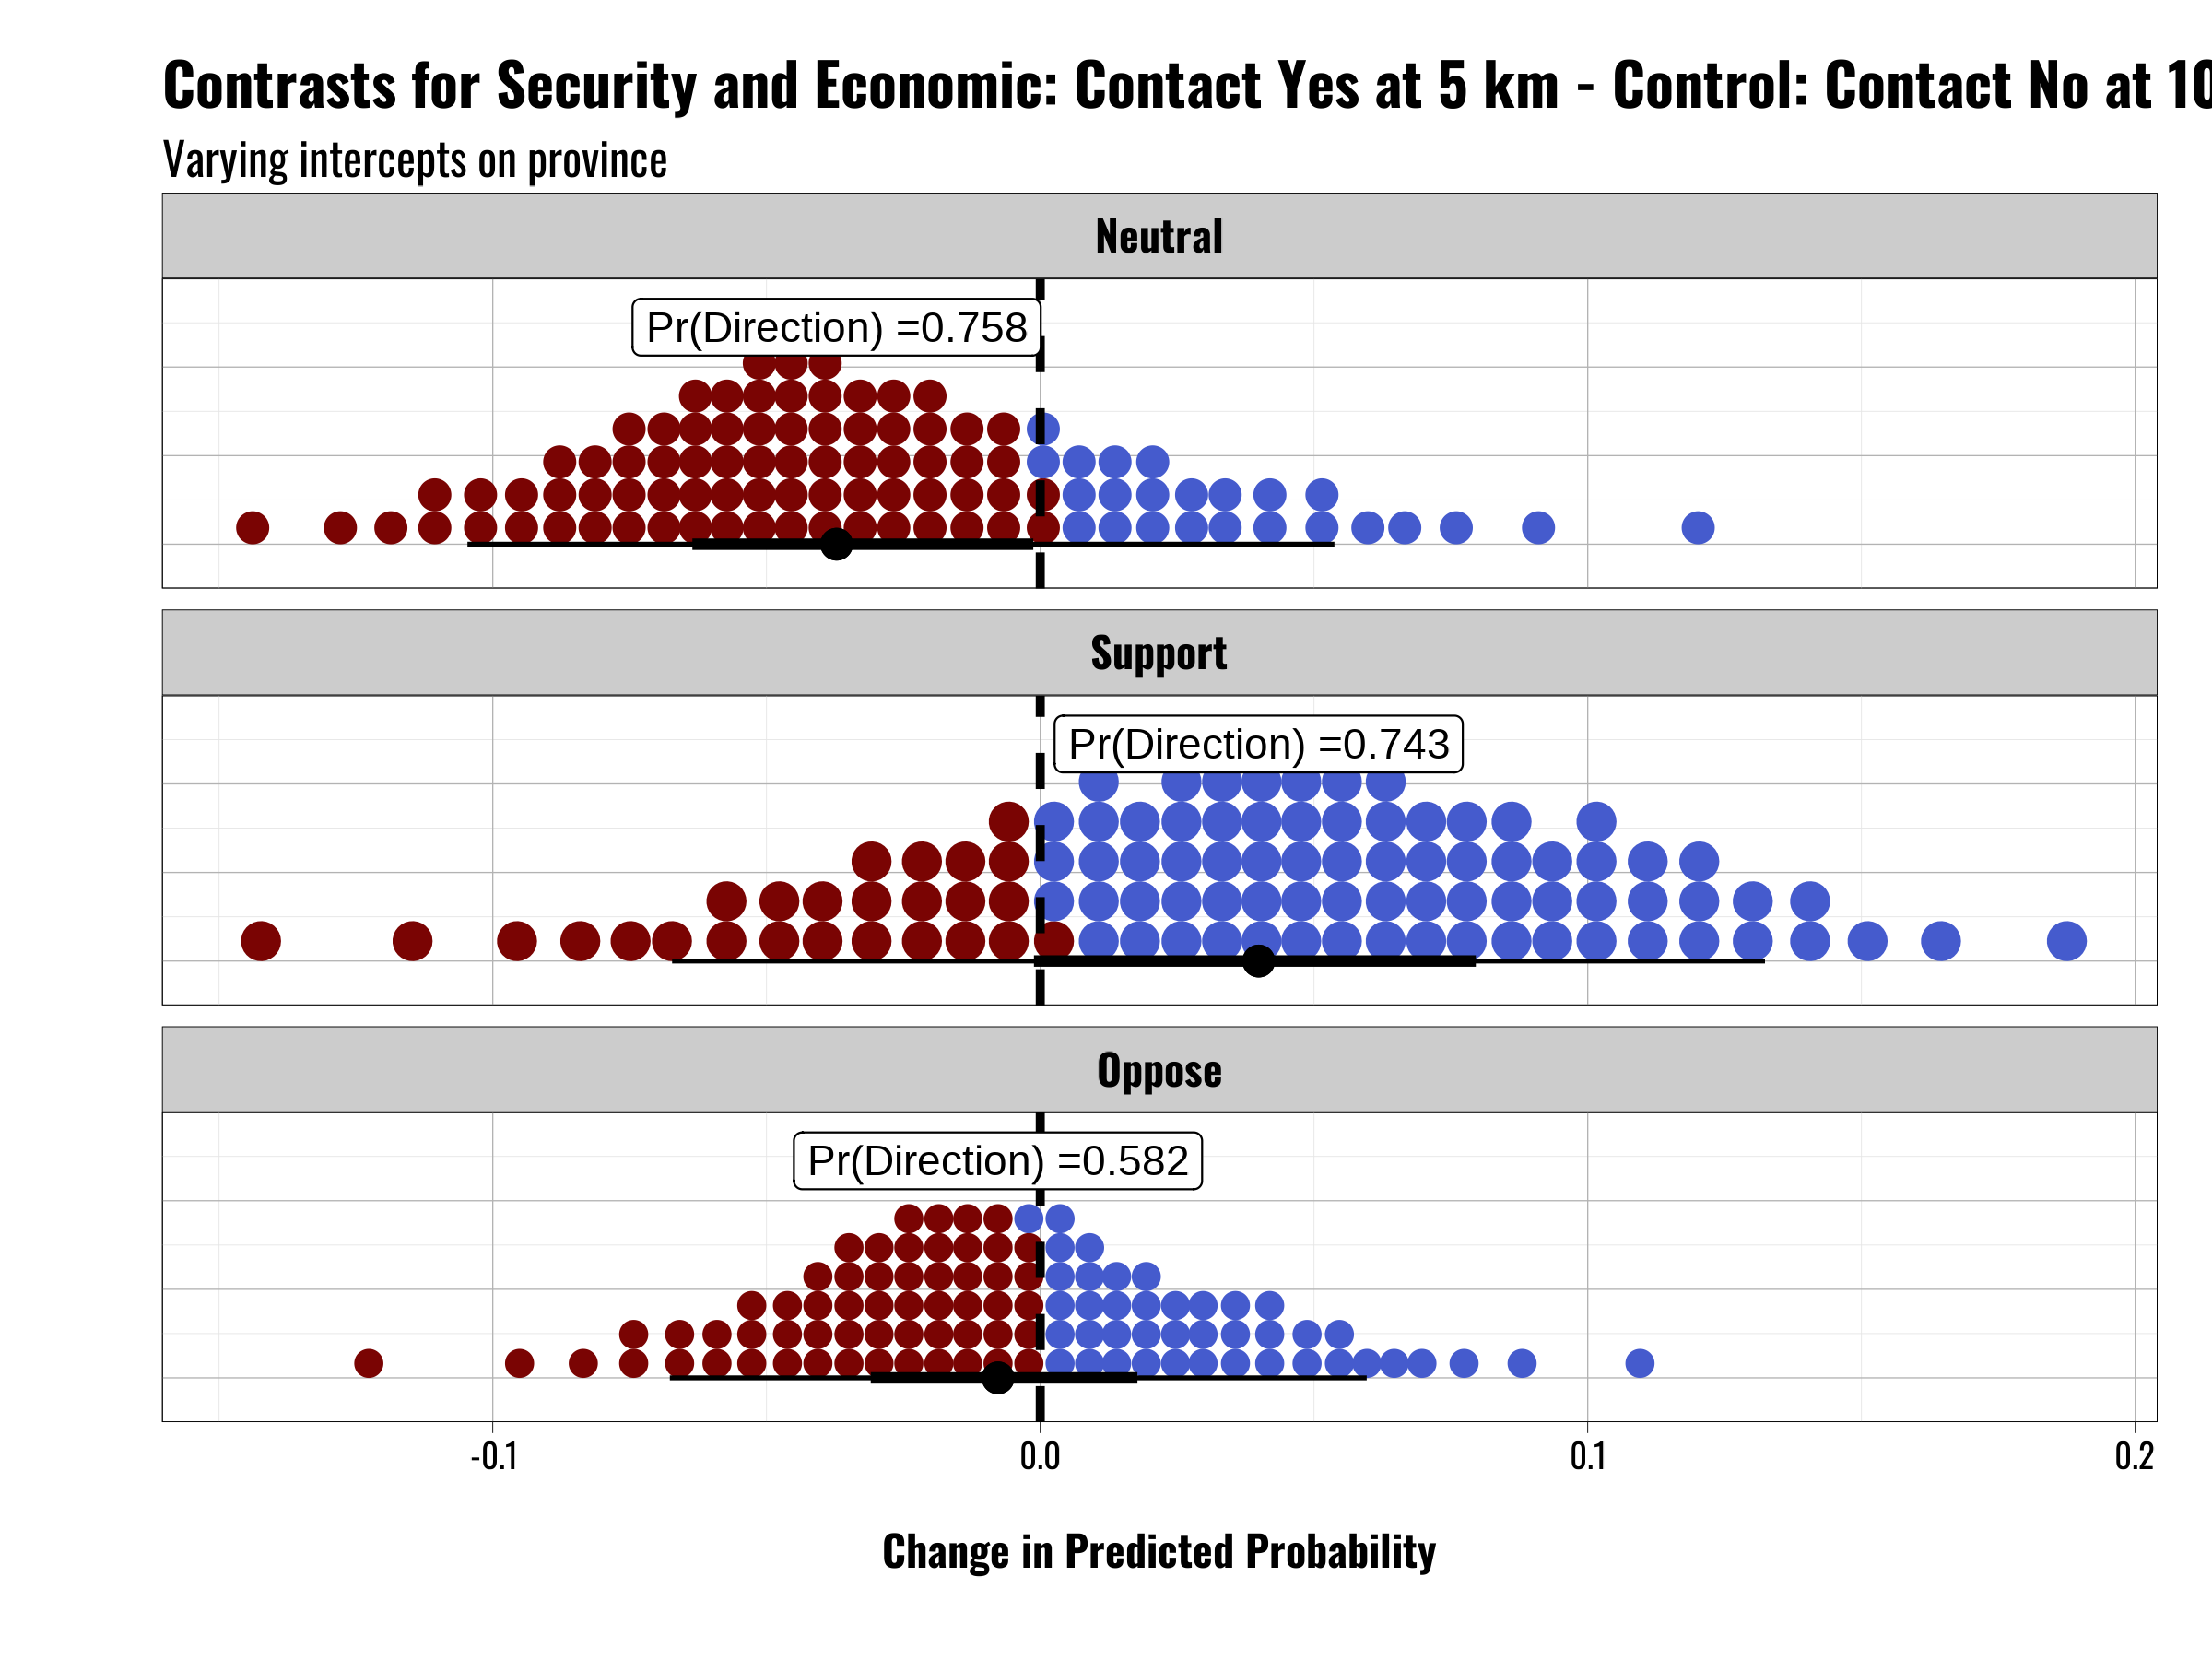 Contrasts for Security and Economic: Contact Yes at 5 km - Control: Contact No at 10
Varying intercepts on province
Neutral
Pr(Direction) =0.758
Support
Pr(Direction) =0.743
Oppose
Pr(Direction) =0.582
-0.1 0.0 0.1 0.2
Change in Predicted Probability